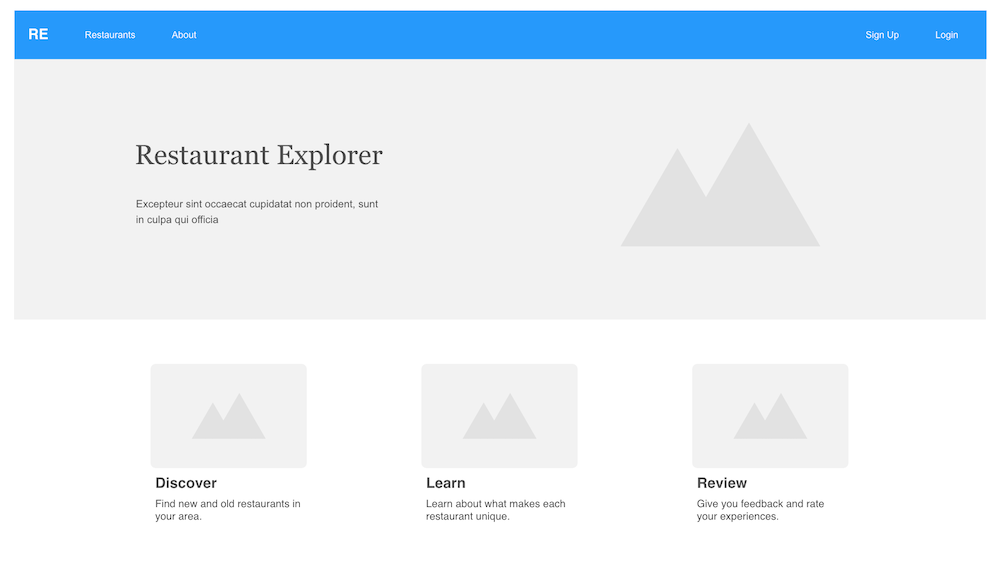 RE Restaurants About Sign Up Login
Restaurant Explorer
Excepteur sint occaecat cupidatat non proident, sunt
in culpa qui officia
Discover
Find new and old restaurants in
your area.
Learn
Learn about what makes each
restaurant unique.
Review
Give you feedback and rate
your experiences.